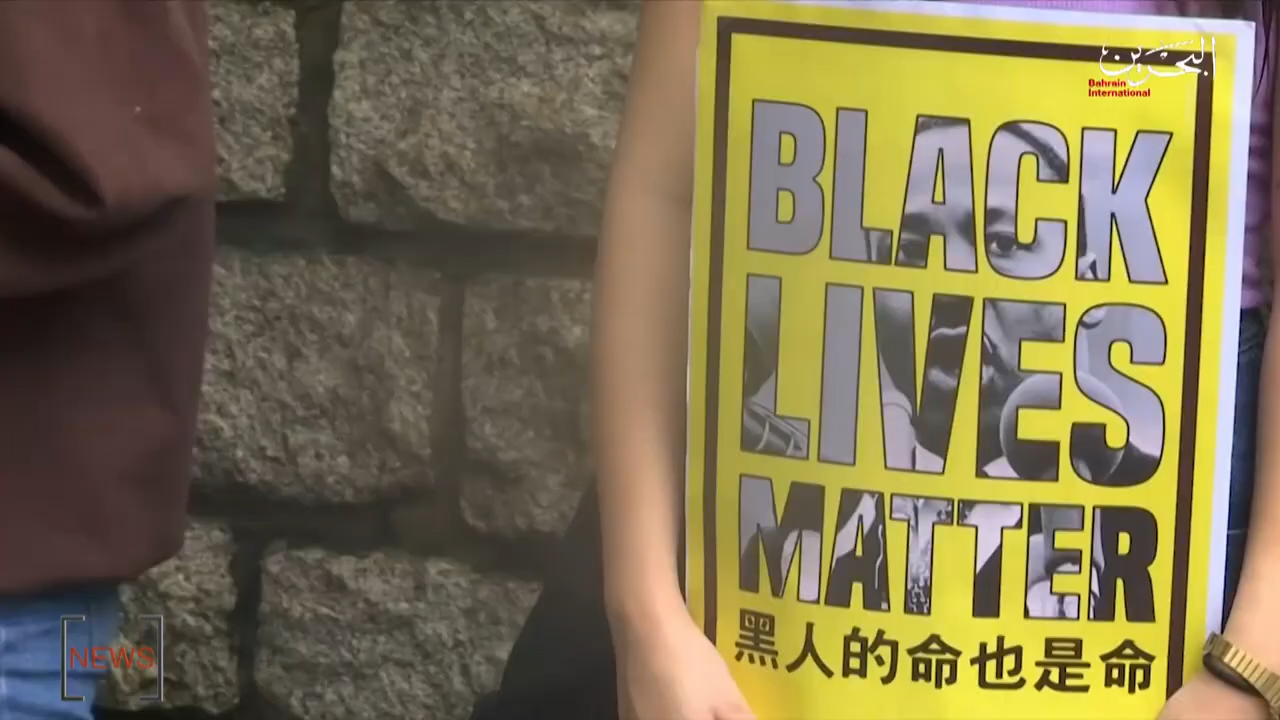 البحرين
Bahrain
International
BLACK
LIVES
MATTER
黑人的命也是命
NEWS